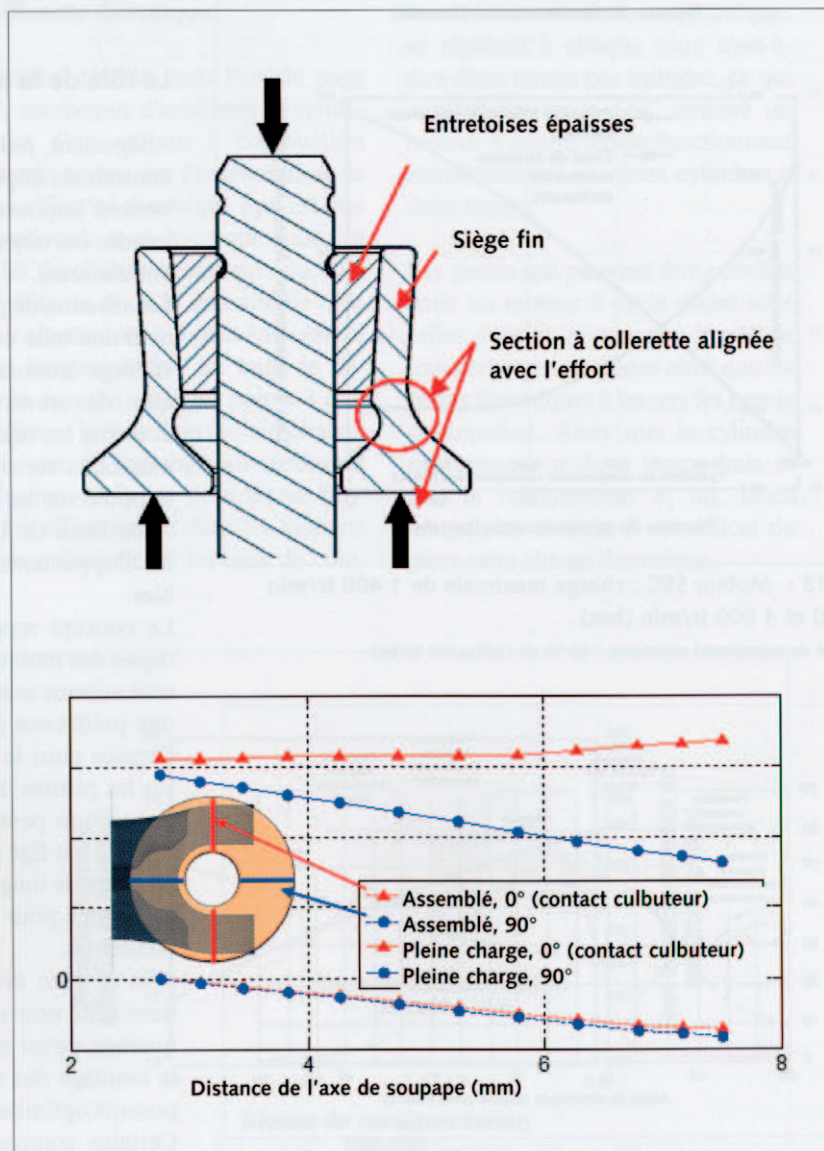 Entretoises épaisses
Siège fin
Section à collerette alignée
avec l'effort
Assemblé, 0° (contact culbuteur)
Assemblé, 90°
Pleine charge, 0° (contact culbuteur)
Pleine charge, 90°
0
2
4
6
8
Distance de l'axe de soupape (mm)